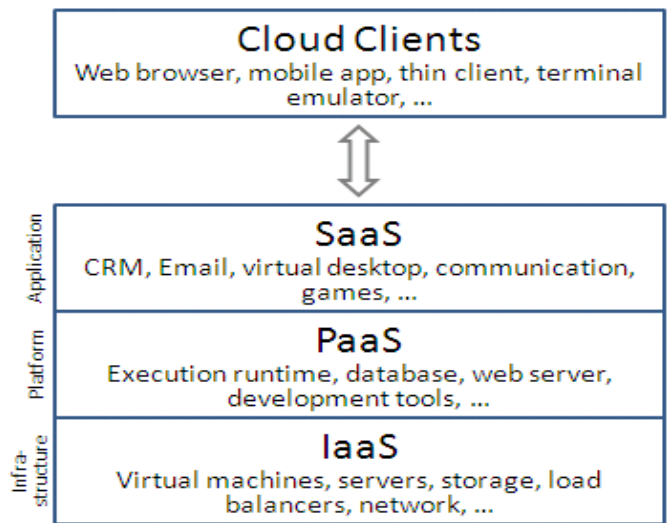 Cloud Clients
Web browser, mobile app, thin client, terminal
emulator, ...
Application
SaaS
CRM, Email, virtual desktop, communication,
games, ...
Platform
PaaS
Execution runtime, database, web server,
development tools, ...
Infra-
structure
IaaS
Virtual machines, servers, storage, load
balancers, network, ...